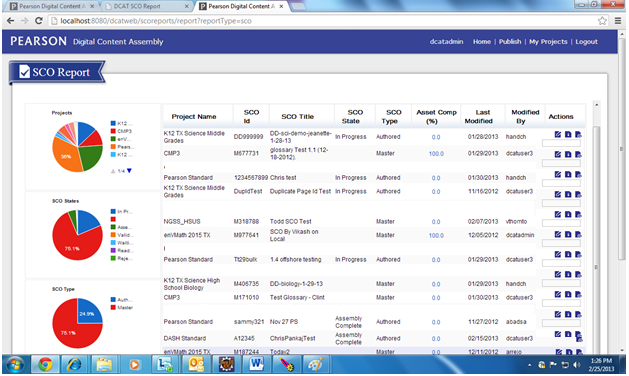 Pearson Digital Content As
DCAT SCO Report
Pearson Digital Content As
localhost:8080/dcatweb/scoreports/report?reportType=sco
PEARSON Digital Content Assembly
dcatadmin Home | Publish | My Projects | Logout
SCO Report
Projects
K12 ...
CMP3
enV...
Pears...
K12 ...
36%
1/4
SCO States
In Pr...
Asse...
Valid...
Waiti...
Read...
Reje...
75.1%
SCO Type
Auth...
Master
24.9%
75.1%
Project Name SCO Id SCO Title SCO State SCO Type Asset Comp (%) Last Modified Modified By Actions
K12 TX Science Middle Grades DD999999 DD-sci-demo-jeanette-1-28-13 In Progress Authored 0.0 01/28/2013 handch
CMP3 M677731 glossary Test 1.1 (12-18-2012). Master 100.0 01/29/2013 dcatuser3
Pearson Standard 1234567899 Chris test In Progress Authored 0.0 01/30/2013 handch
K12 TX Science Middle Grades DupIdTest Duplicate Page Id Test In Progress Authored 0.0 11/16/2012 dcatuser3
NGSS_HSUS M318788 Todd SCO Test Master 0.0 02/07/2013 vthomto
enVMath 2015 TX M977641 SCO By Vikash on Local Master 100.0 12/05/2012 dcatadmin
Pearson Standard Tt29bulk 1.4 offshore testing In Progress Authored 0.0 01/29/2013 dcatuser3
K12 TX Science High School Biology M406735 DD-biology-1-29-13 Master 0.0 01/30/2013 handch
CMP3 M171010 Test Glossary - Clint Master 0.0 01/30/2013 dcatuser3
Pearson Standard sammy321 Nov 27 PS Assembly Complete Authored 0.0 11/27/2012 abadsa
DASH Standard A12345 ChrisPankajTest Assembly Complete Authored 0.0 02/15/2013 dcatuser3
enVMath 2015 TX M187244 Today2 Master 0.0 12/11/2012 arrejo
1:26 PM
2/25/2013